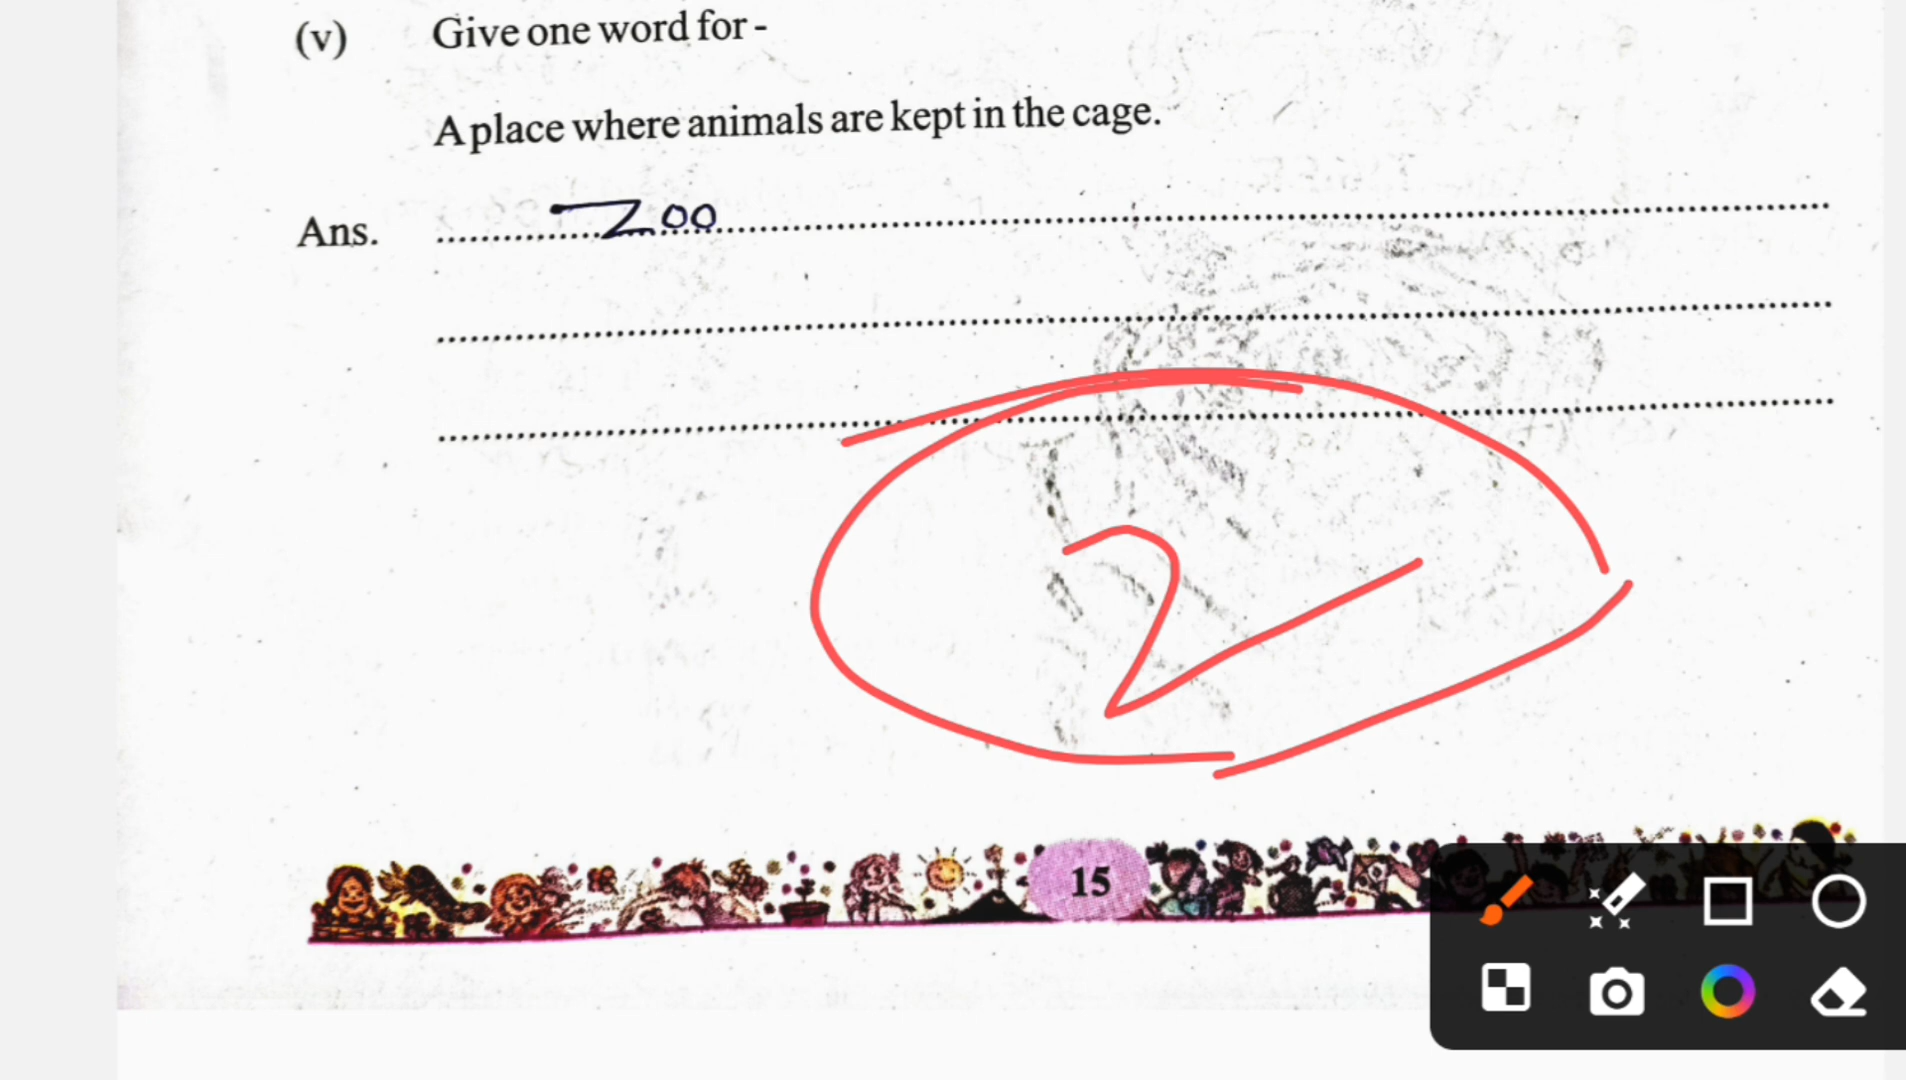 (v) Give one word for -
A place where animals are kept in the cage.
Ans. Zoo
2
15